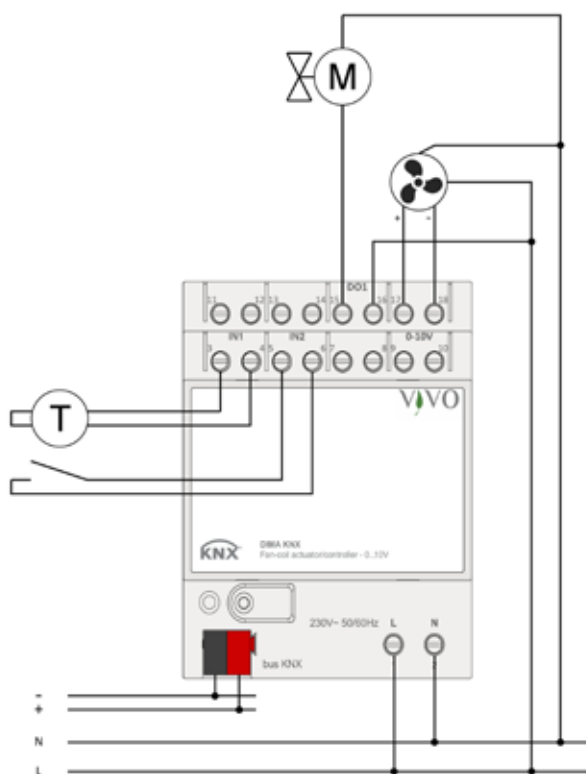 M
+ -
DO1
11 12 13 14 15 16 17 18
IN1 IN2 0-10V
3 4 5 6 7 8 9 10
T
VIVO
KNX
DIMA KNX
Fan-coil actuator/controller - 0...10V
230V~ 50/60Hz L N
bus KNX
-
+
N
L